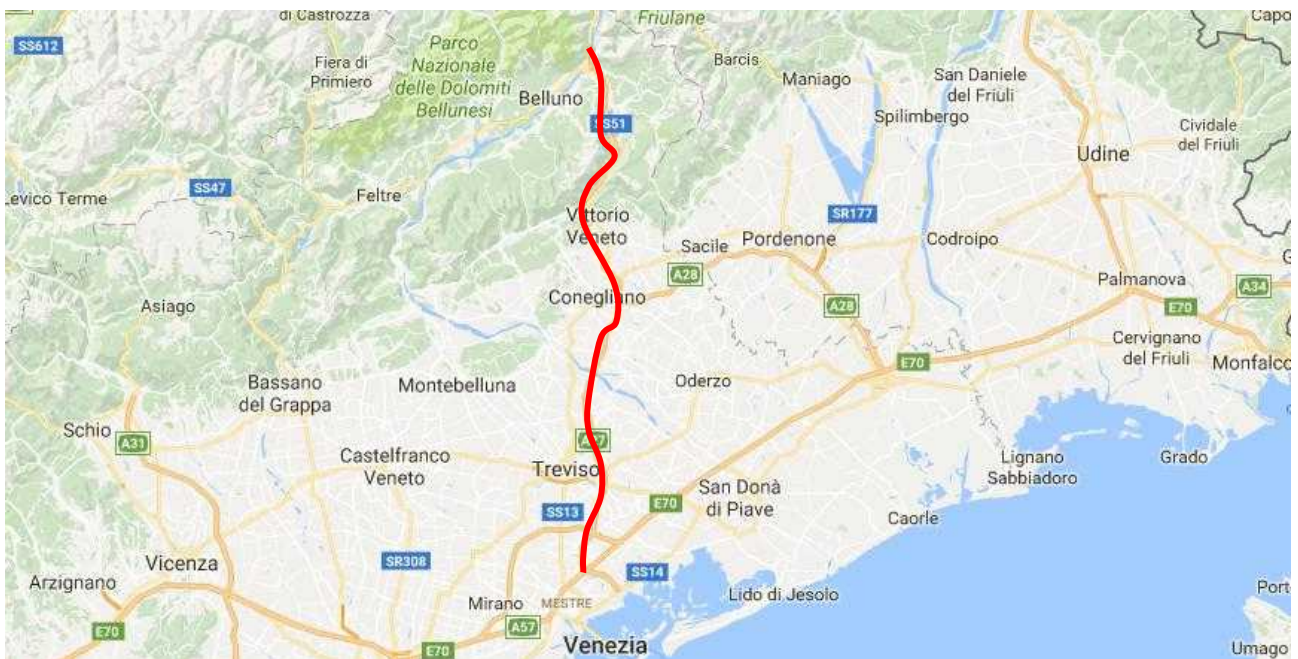 di Castrozza
Friulane
Capo
SS612
Parco
Nazionale
delle Dolomiti
Bellunesi
Fiera di
Primiero
Barcis
Maniago
San Daniele
del Friuli
Belluno
Spilimbergo
SS51
Cividale
del Friuli
Udine
Levico Terme
SS47
Feltre
Vittorio
Veneto
SR177
Sacile
Pordenone
Codroipo
A28
Asiago
Conegliano
A28
Palmanova
A34
E70
Cervignano
del Friuli
Monfalco
Bassano
del Grappa
Montebelluna
Oderzo
E70
Schio
A31
A27
Castelfranco
Veneto
Treviso
Lignano
Sabbiadoro
Grado
E70
San Donà
di Piave
SS13
Caorle
Vicenza
SR308
SS14
Arzignano
Lido di Jesolo
Port
Mirano
MESTRE
E70
A57
E70
Venezia
Umago